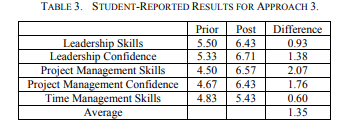 TABLE 3. STUDENT-REPORTED RESULTS FOR APPROACH 3.
Prior Post Difference
Leadership Skills 5.50 6.43 0.93
Leadership Confidence 5.33 6.71 1.38
Project Management Skills 4.50 6.57 2.07
Project Management Confidence 4.67 6.43 1.76
Time Management Skills 4.83 5.43 0.60
Average 1.35